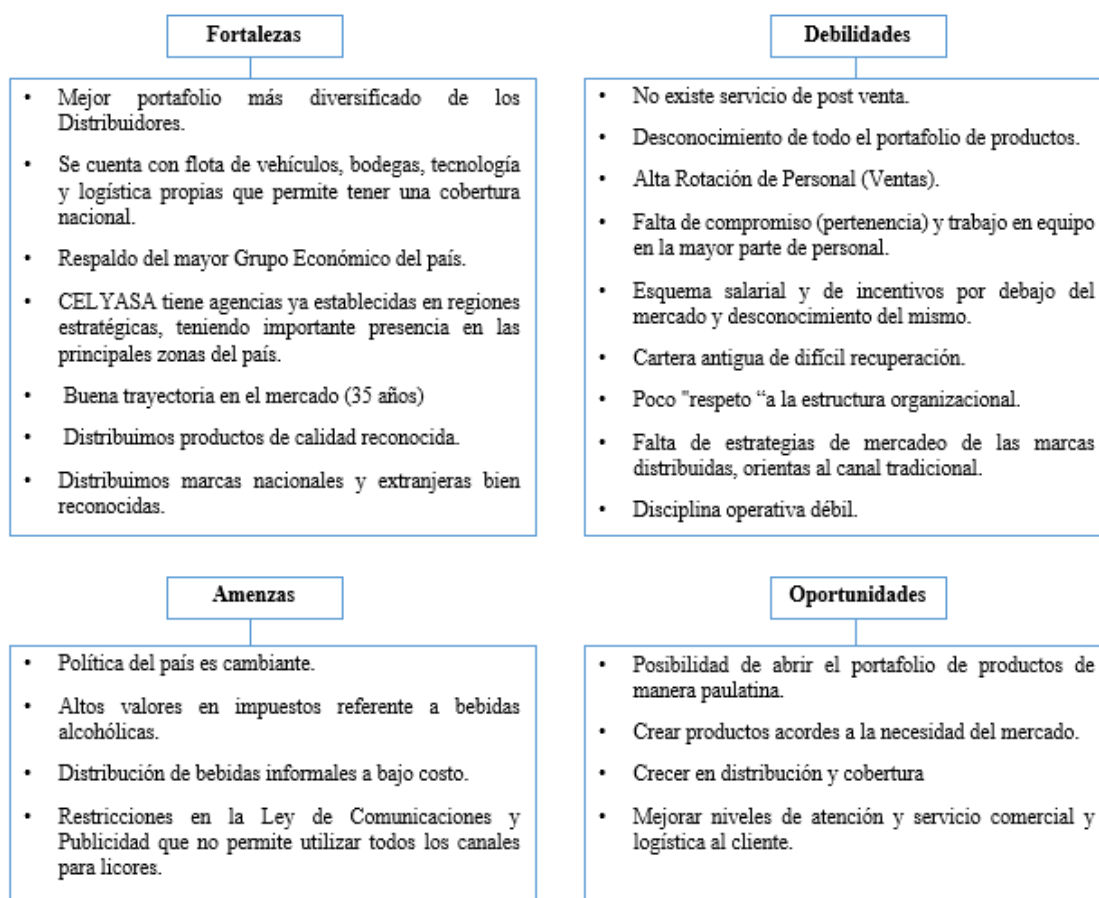 Fortalezas
• Mejor portafolio más diversificado de los
Distribuidores.
• Se cuenta con flota de vehículos, bodegas, tecnología
y logística propias que permite tener una cobertura
nacional.
• Respaldo del mayor Grupo Económico del país.
• CELYASA tiene agencias ya establecidas en regiones
estratégicas, teniendo importante presencia en las
principales zonas del país.
• Buena trayectoria en el mercado (35 años)
• Distribuimos productos de calidad reconocida.
• Distribuimos marcas nacionales y extranjeras bien
reconocidas.
Debilidades
• No existe servicio de post venta.
• Desconocimiento de todo el portafolio de productos.
• Alta Rotación de Personal (Ventas).
• Falta de compromiso (pertenencia) y trabajo en equipo
en la mayor parte de personal.
• Esquema salarial y de incentivos por debajo del
mercado y desconocimiento del mismo.
• Cartera antigua de difícil recuperación.
• Poco "respeto “a la estructura organizacional.
• Falta de estrategias de mercadeo de las marcas
distribuidas, orientas al canal tradicional.
• Disciplina operativa débil.
Amenzas
• Política del país es cambiante.
• Altos valores en impuestos referente a bebidas
alcohólicas.
• Distribución de bebidas informales a bajo costo.
• Restricciones en la Ley de Comunicaciones y
Publicidad que no permite utilizar todos los canales
para licores.
Oportunidades
• Posibilidad de abrir el portafolio de productos de
manera paulatina.
• Crear productos acordes a la necesidad del mercado.
• Crecer en distribución y cobertura
• Mejorar niveles de atención y servicio comercial y
logística al cliente.